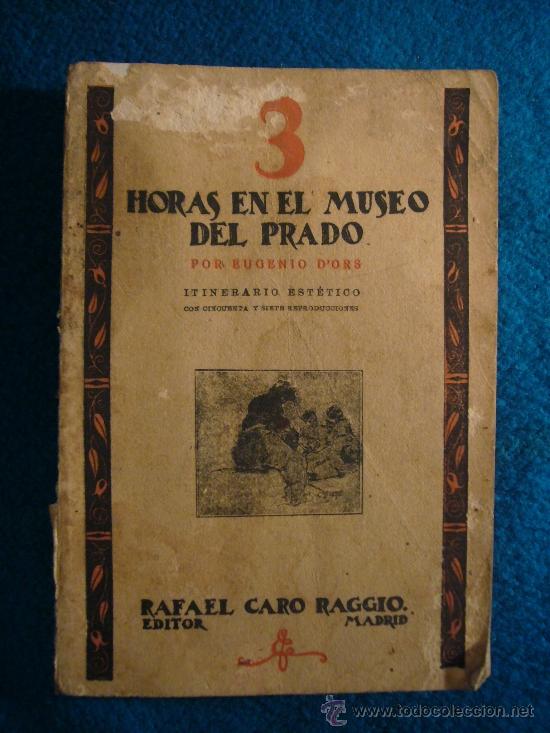 3
HORAS EN EL MUSEO
DEL PRADO
POR EUGENIO D'ORS
ITINERARIO ESTÉTICO
CON CINCUENTA Y SIETE REPRODUCCIONES
RAFAEL CARO RAGGIO.
EDITOR MADRID
todocoleccion
© www.todocoleccion.net